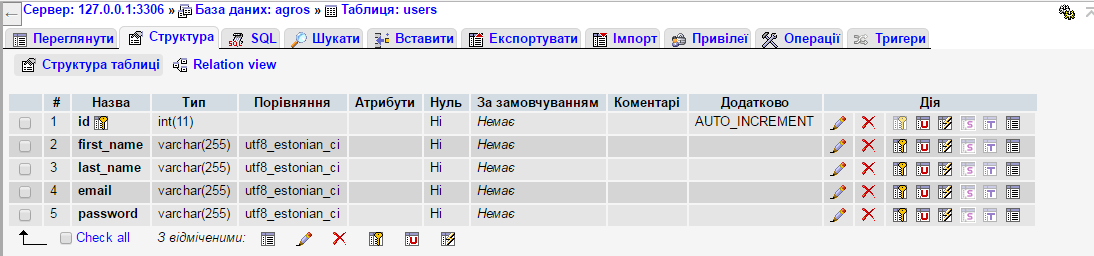 Сервер: 127.0.0.1:3306 » База даних: agros » Таблиця: users
Переглянути Структура SQL Шукати Вставити Експортувати Імпорт Привілеї Операції Тригери
Структура таблиці Relation view
# Назва Тип Порівняння Атрибути Нуль За замовчуванням Коментарі Додатково Дія
1 id int(11) Ні Немає AUTO_INCREMENT
2 first_name varchar(255) utf8_estonian_ci Ні Немає
3 last_name varchar(255) utf8_estonian_ci Ні Немає
4 email varchar(255) utf8_estonian_ci Ні Немає
5 password varchar(255) utf8_estonian_ci Ні Немає
Check all З відміченими: